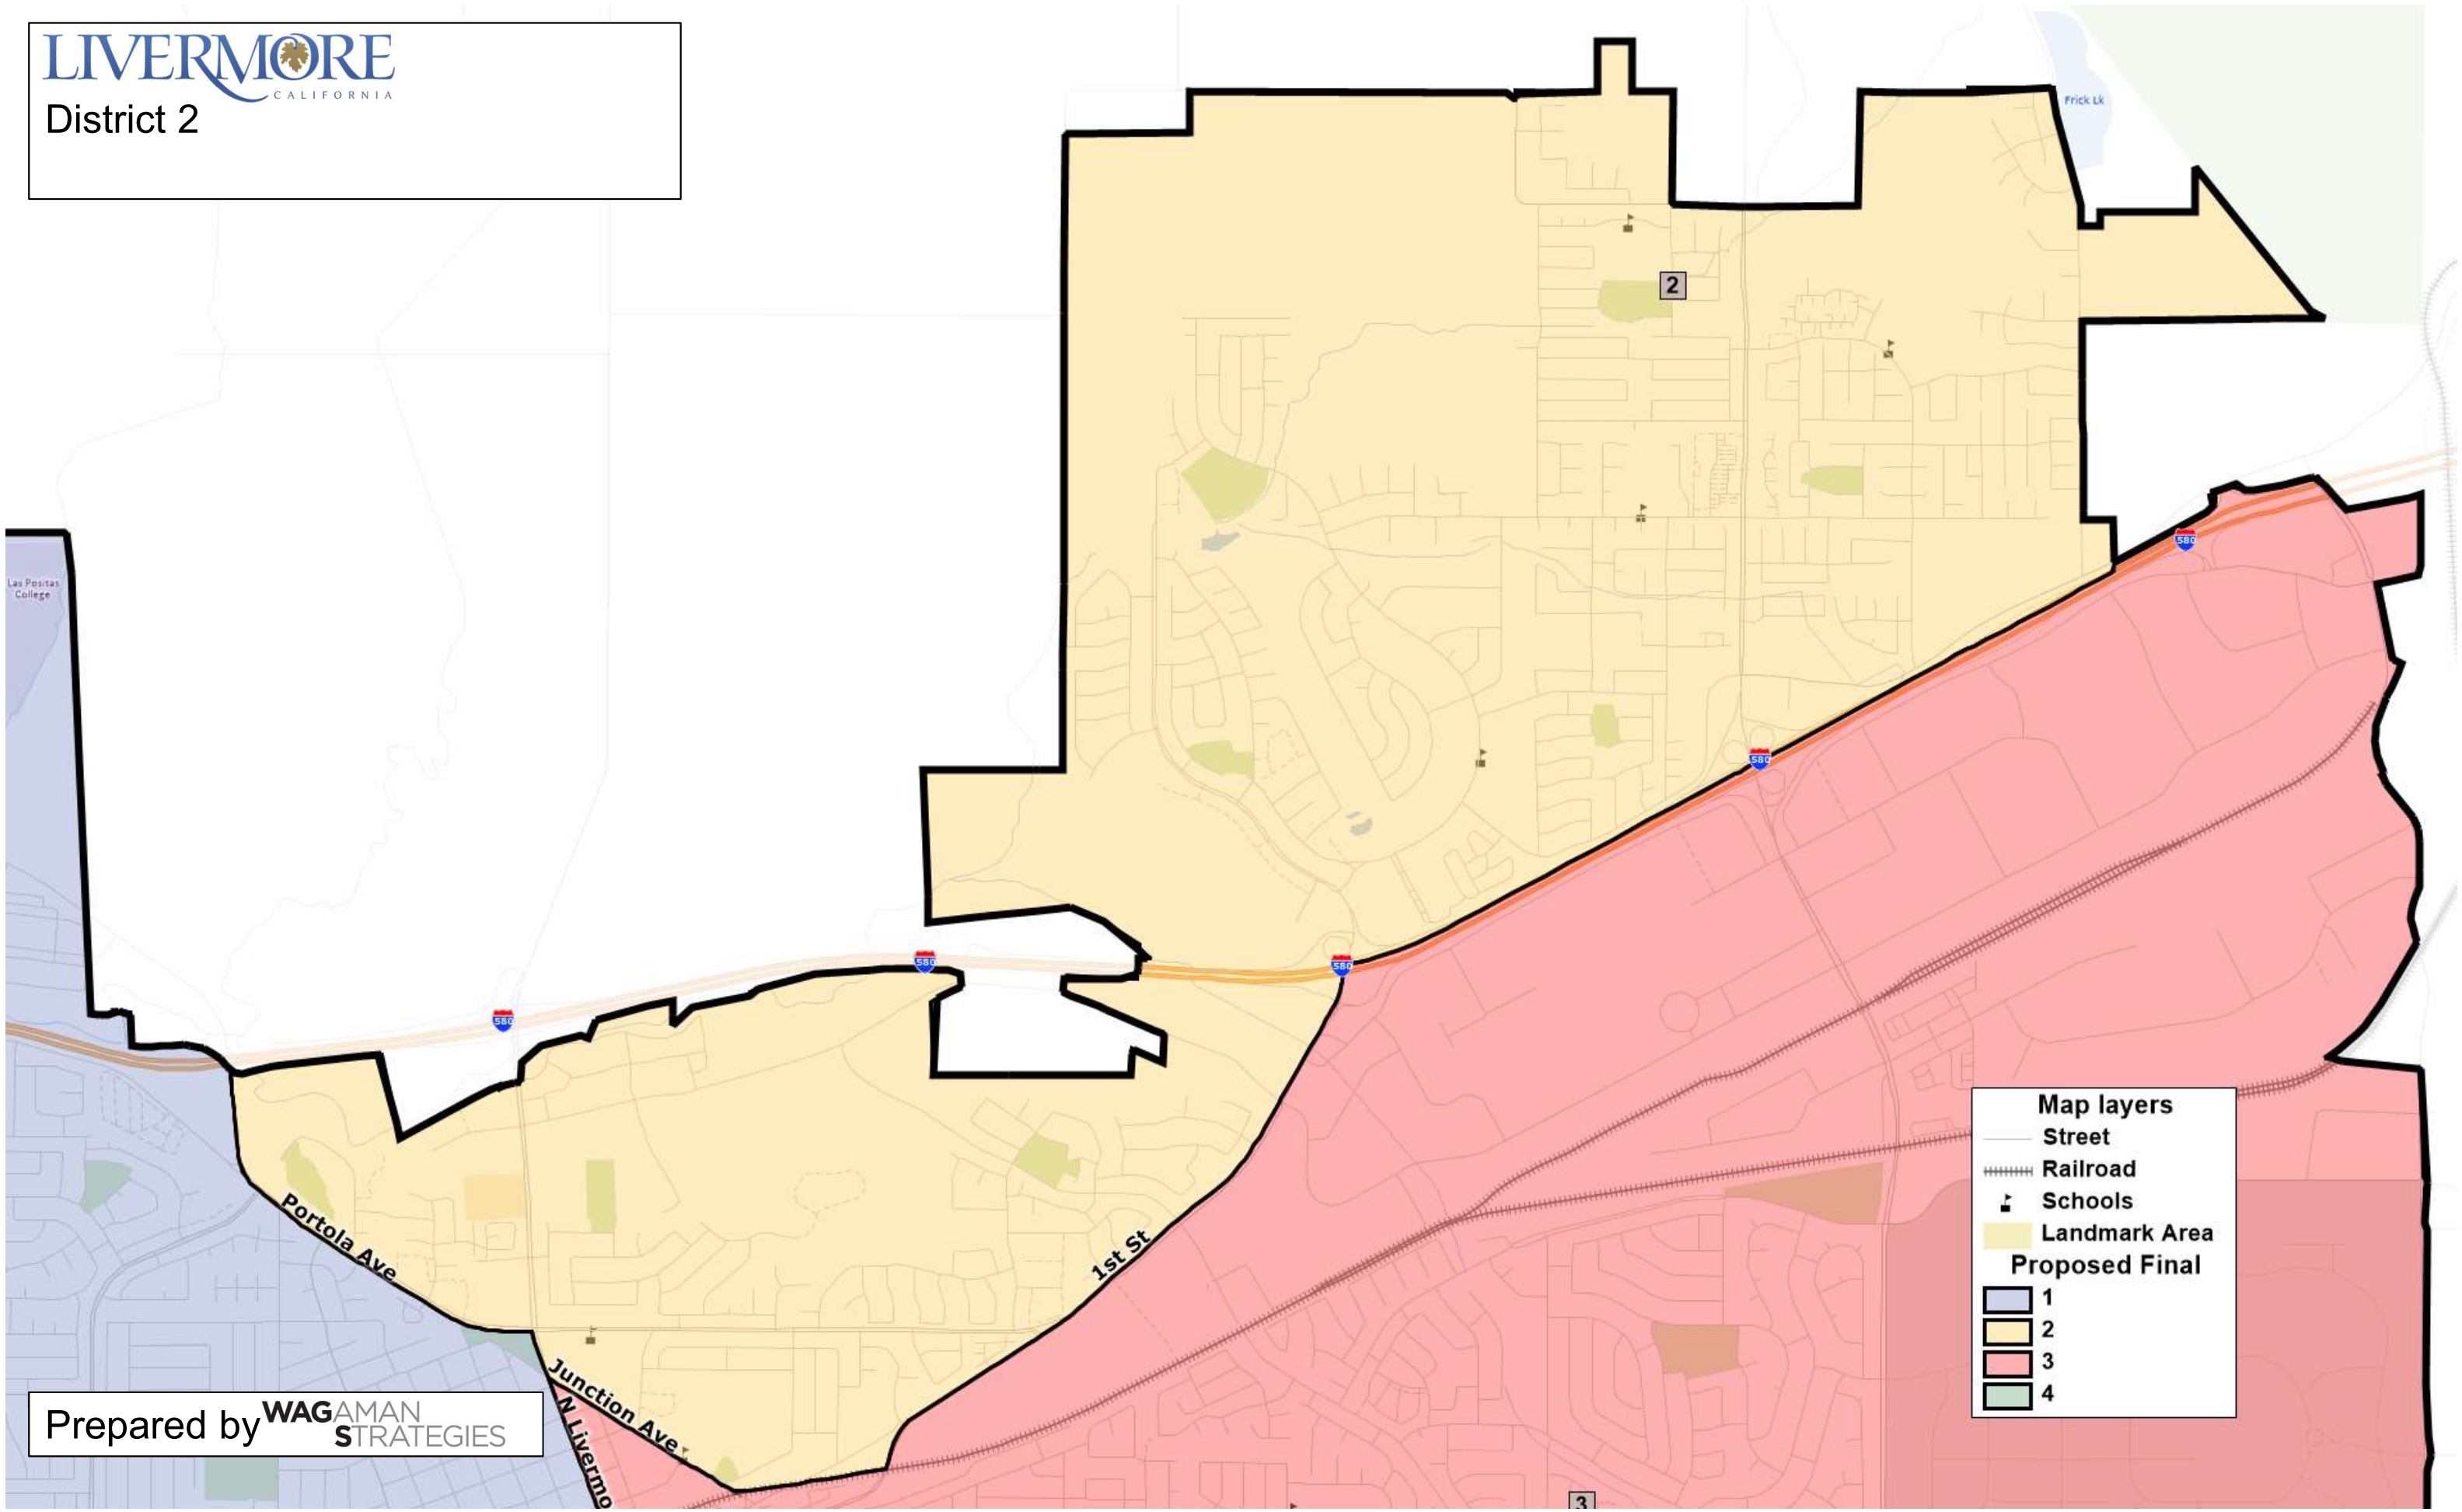 LIVERMORE
CALIFORNIA
District 2
Frick Lk
2
Las Positas
College
580
580
580
580
580
Portola Ave
1st St
Junction Ave
N Livermo
3
Map layers
Street
Railroad
Schools
Landmark Area
Proposed Final
1
2
3
4
Prepared by WAGAMAN
STRATEGIES